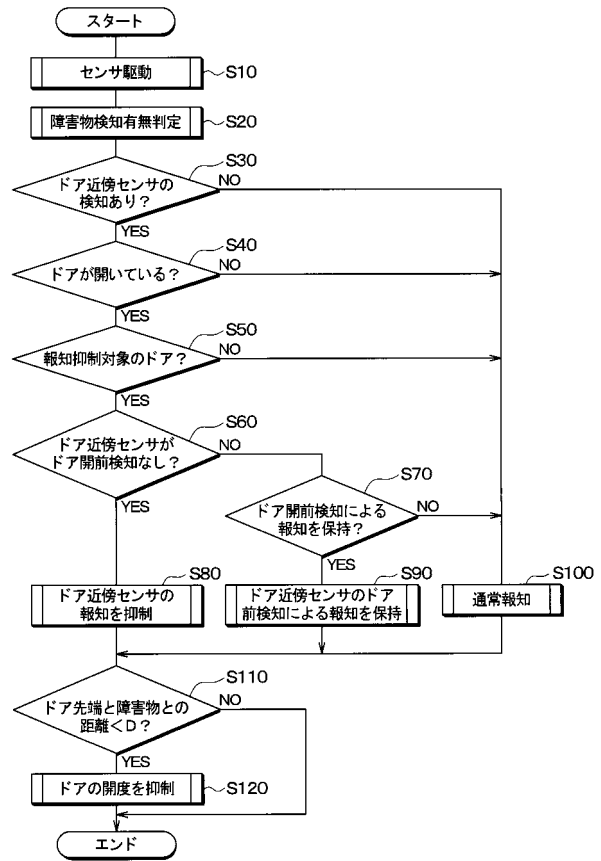 スタート
センサ駆動
S10
障害物検知有無判定
S20
S30
ドア近傍センサの
検知あり?
NO
YES
S40
ドアが開いている?
NO
YES
S50
報知抑制対象のドア?
NO
YES
S60
ドア近傍センサが
ドア開前検知なし?
NO
YES
S70
ドア開前検知による
報知を保持?
NO
YES
S80
ドア近傍センサの
報知を抑制
S90
ドア近傍センサのドア
前検知による報知を保持
S100
通常報知
S110
ドア先端と障害物との
距離<D?
NO
YES
ドアの開度を抑制
S120
エンド